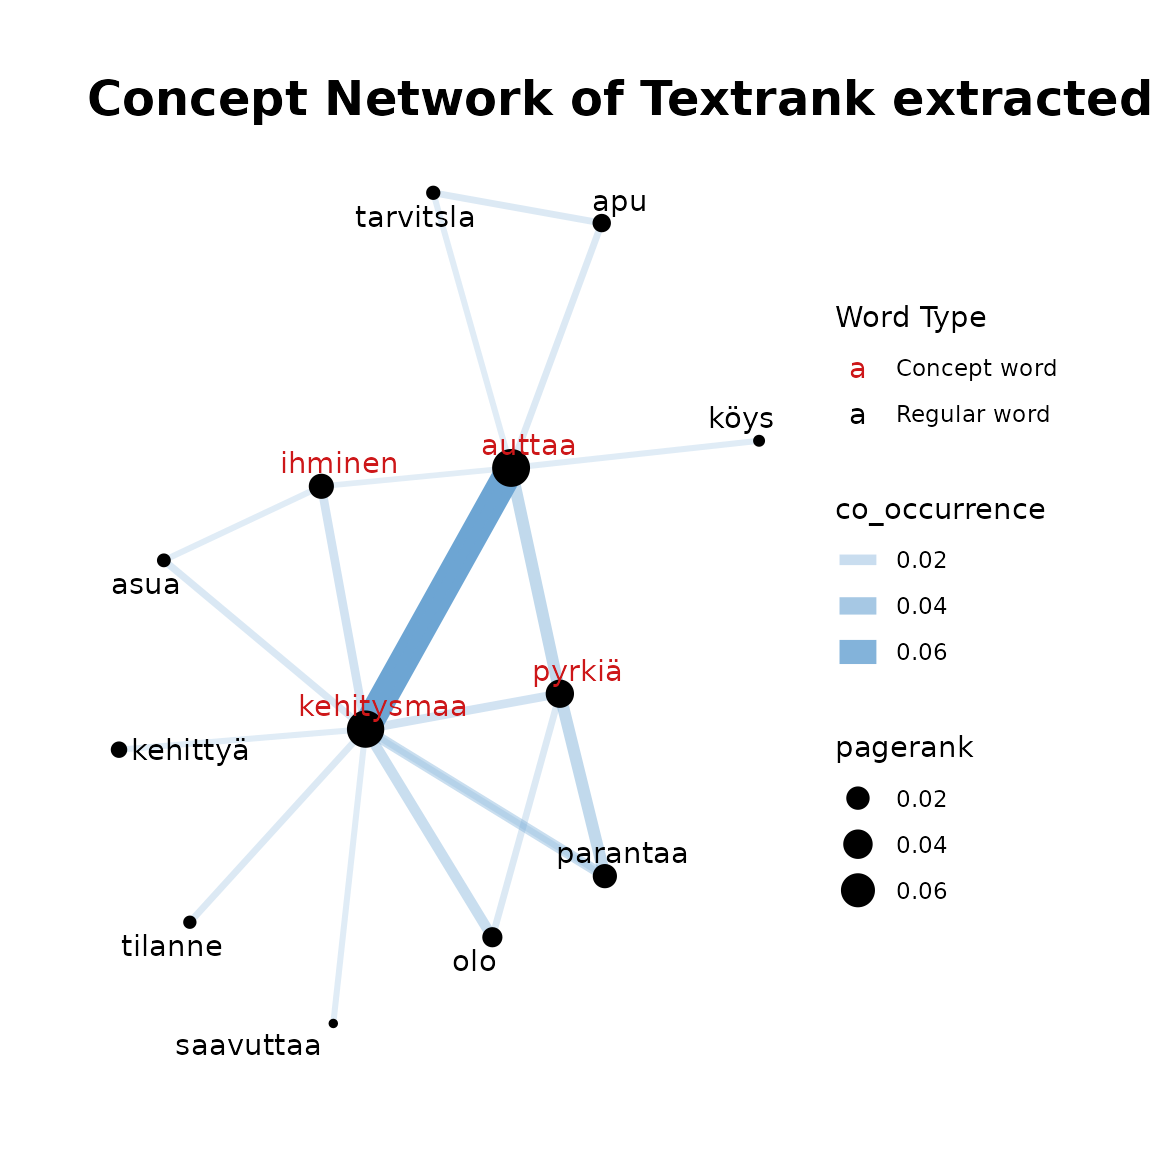 Concept Network of Textrank extracted
tarvitsla
apu
köys
auttaa
ihminen
asua
pyrkiä
kehitysmaa
kehittyä
parantaa
tilanne
olo
saavuttaa
Word Type
a Concept word
a Regular word
co_occurrence
0.02
0.04
0.06
pagerank
0.02
0.04
0.06